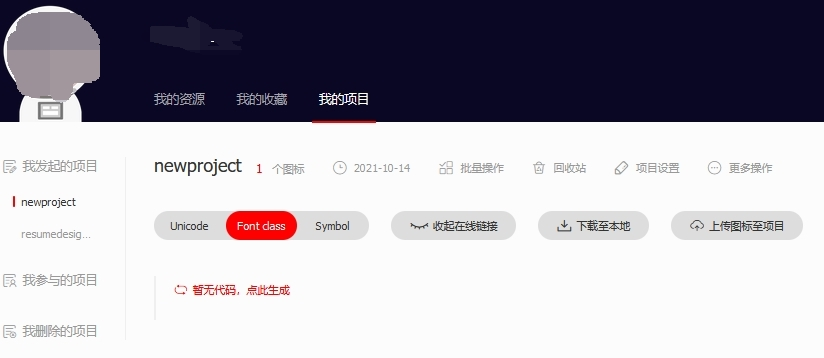 我的资源 我的收藏 我的项目
我发起的项目
newproject
resumedesig...
我参与的项目
我删除的项目
newproject 1 个图标 2021-10-14 批量操作 回收站 项目设置 更多操作
Unicode Font class Symbol 收起在线链接 下载至本地 上传图标至项目
暂无代码，点此生成